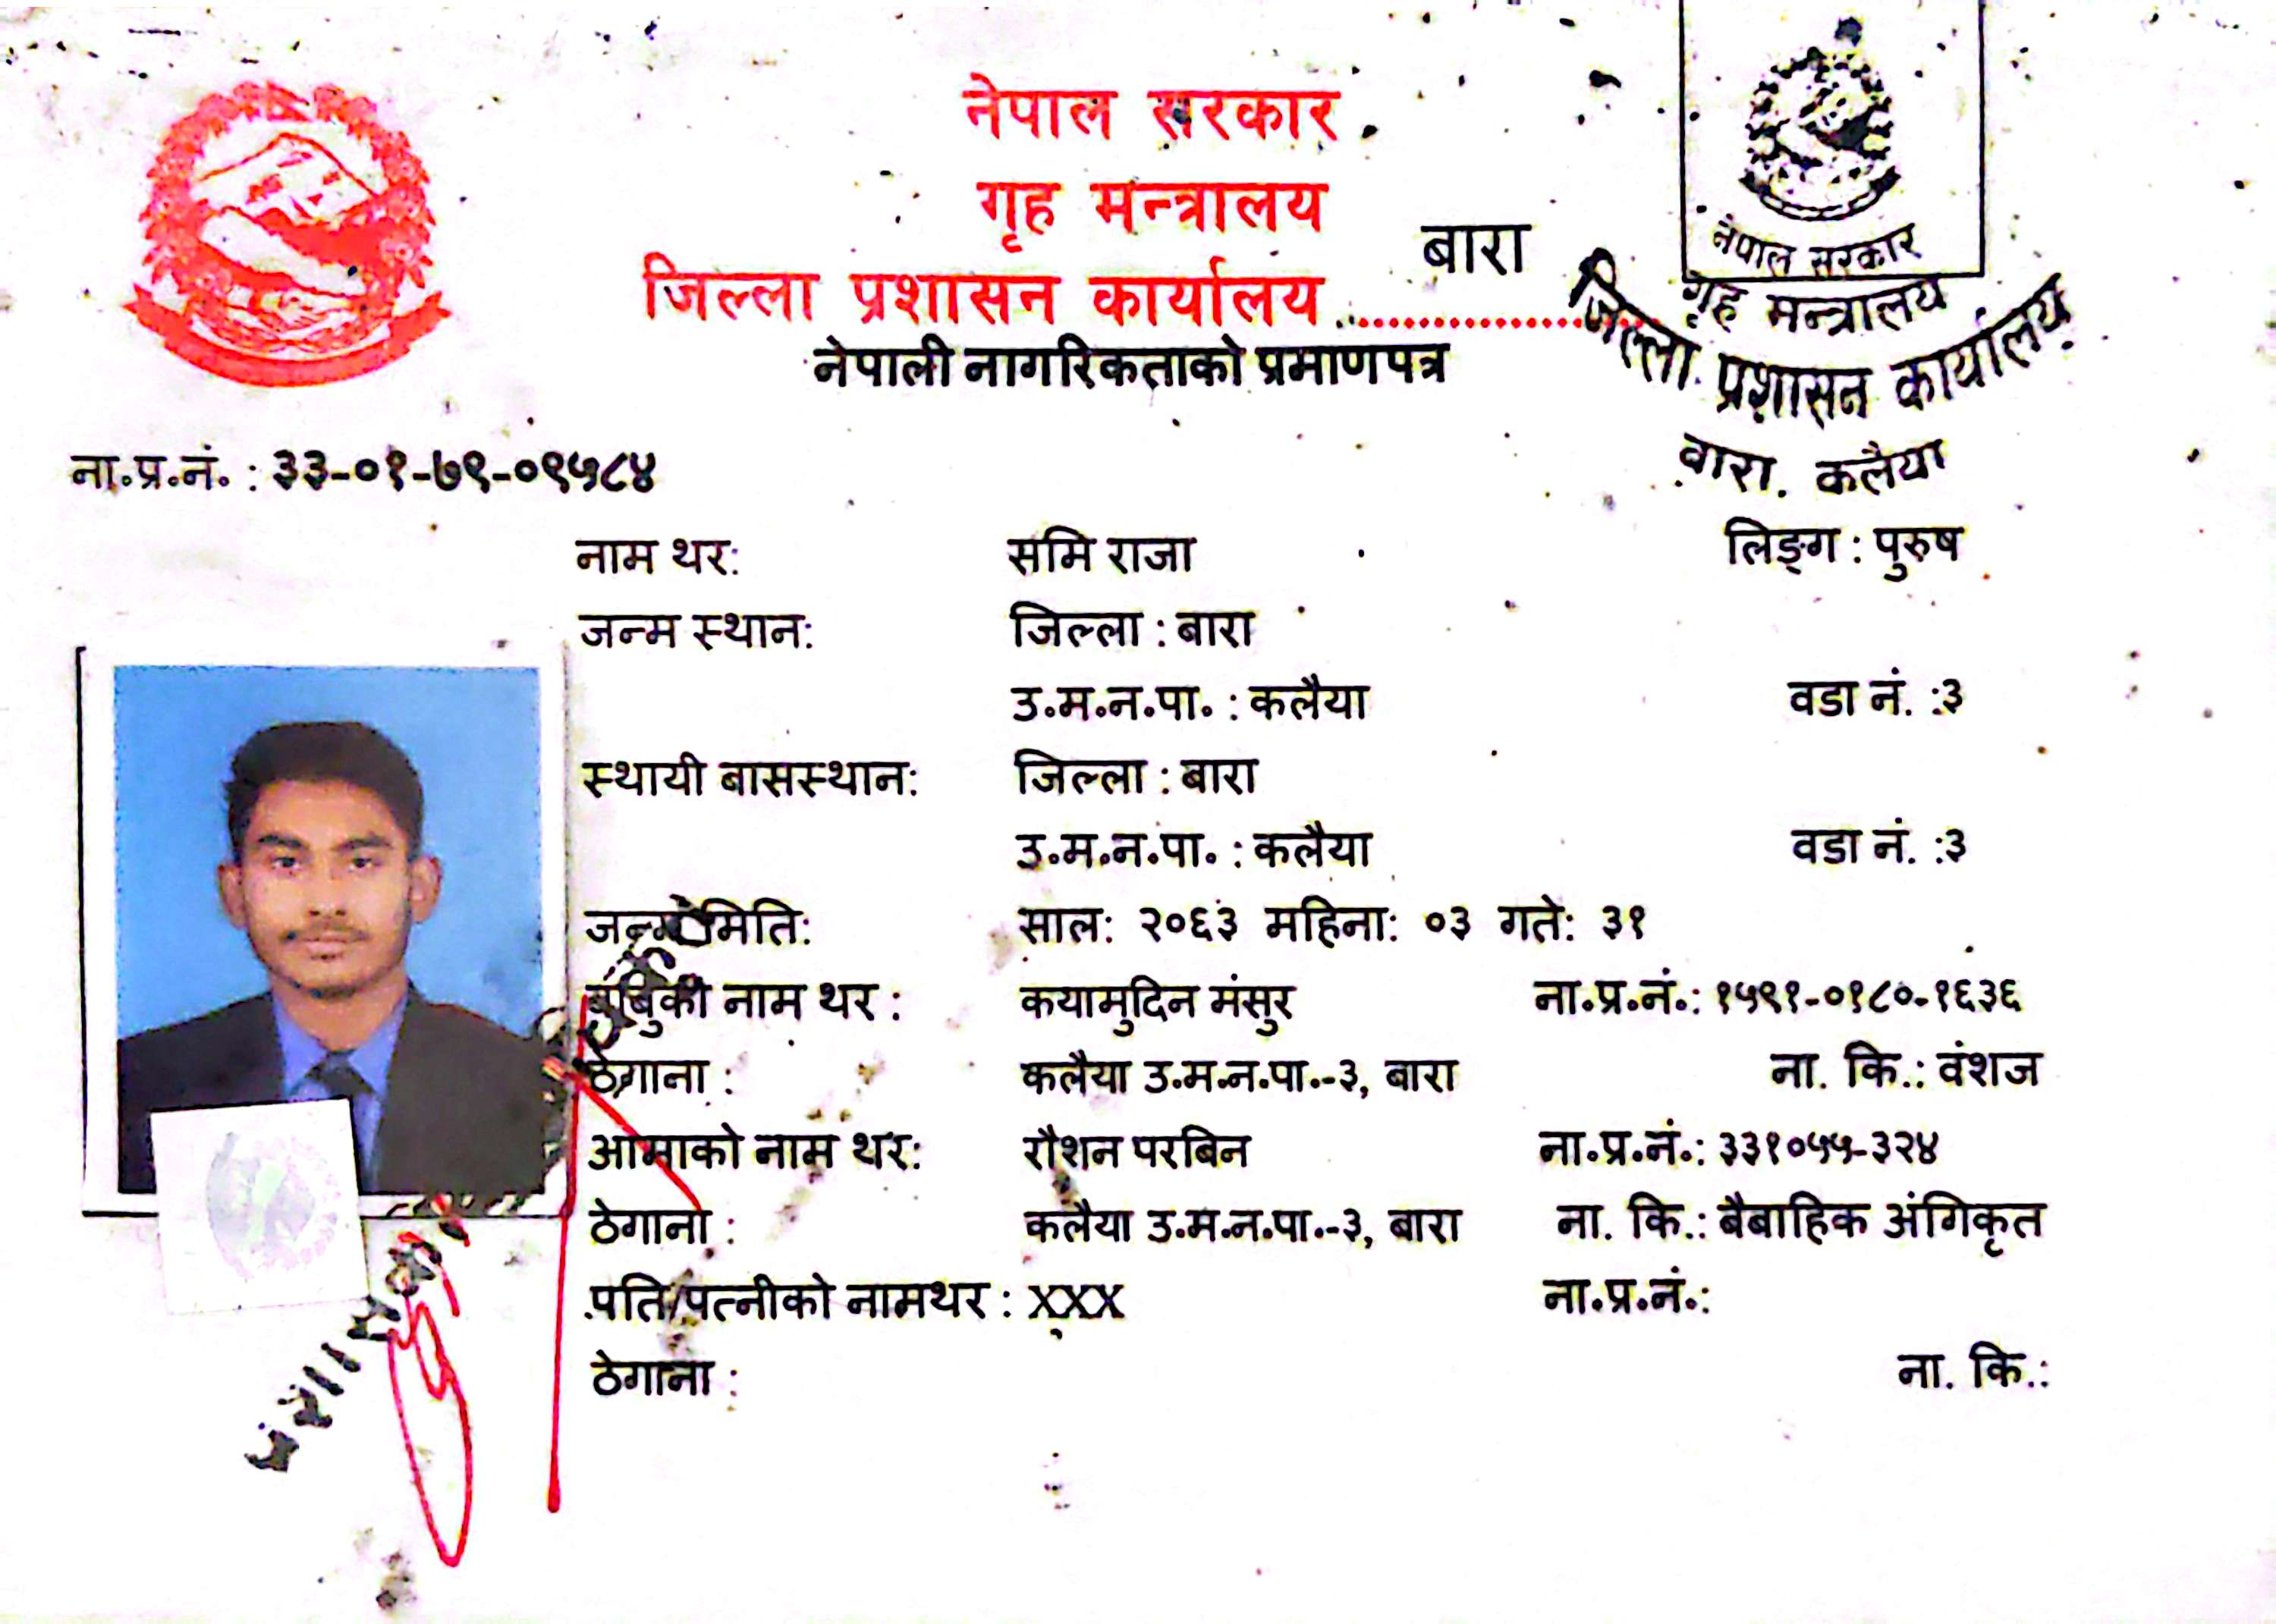 नेपाल सरकार
गृह मन्त्रालय
जिल्ला प्रशासन कार्यालय.................. बारा
नेपाली नागरिकताको प्रमाणपत्र
नेपाल सरकार
गृह मन्त्रालय
जिल्ला प्रशासन कार्यालय
बारा. कलैया
ना.प्र.नं. : ३३-०१-७९-०९५८४
नाम थर: समि राजा लिङ्ग : पुरुष
जन्म स्थान: जिल्ला : बारा
उ.म.न.पा. : कलैया वडा नं. :३
स्थायी बासस्थान: जिल्ला : बारा
उ.म.न.पा. : कलैया वडा नं. :३
जन्म मिति: साल: २०६३ महिना: ०३ गते: ३१
बाबुको नाम थर : कयामुदिन मंसुर ना.प्र.नं.: १५९१-०१८०-१६३६
ठेगाना : कलैया उ.म.न.पा.-३, बारा ना. कि.: वंशज
आमाको नाम थर: रौशन परबिन ना.प्र.नं.: ३३१०५५-३२४
ठेगाना : कलैया उ.म.न.पा.-३, बारा ना. कि.: बैबाहिक अंगिकृत
पति/पत्नीको नामथर : XXX ना.प्र.नं.:
ठेगाना : ना. कि.: